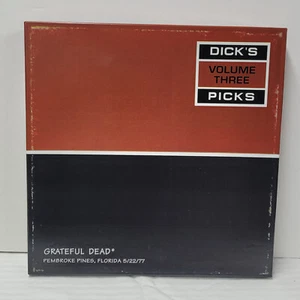 DICK'S
VOLUME
THREE
PICKS
GRATEFUL DEAD*
PEMBROKE PINES, FLORIDA 5/22/77